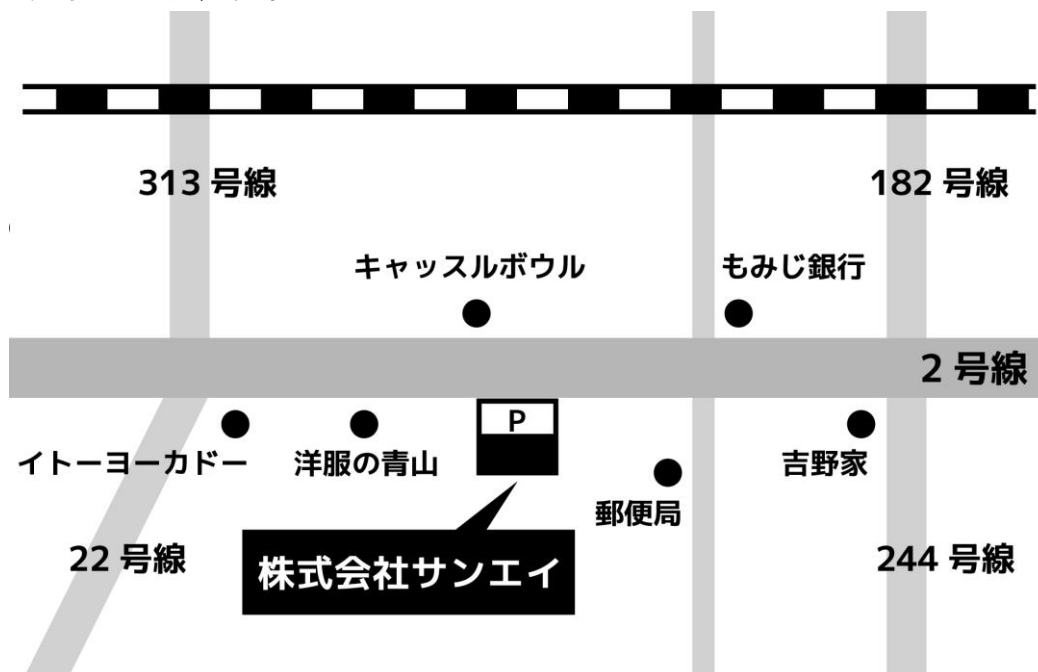 313 号線
182 号線
キャッスルボウル
もみじ銀行
2 号線
P
イトーヨーカドー
洋服の青山
吉野家
郵便局
22 号線
株式会社サンエイ
244 号線